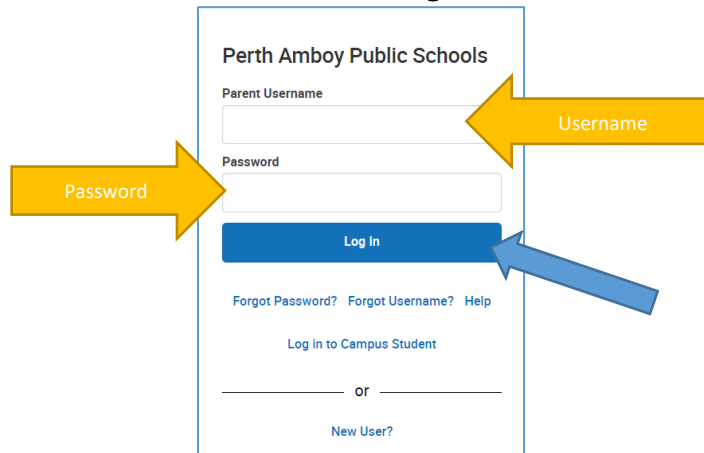 g
Perth Amboy Public Schools
Parent Username
Username
Password
Password
Log In
Forgot Password? Forgot Username? Help
Log in to Campus Student
or
New User?